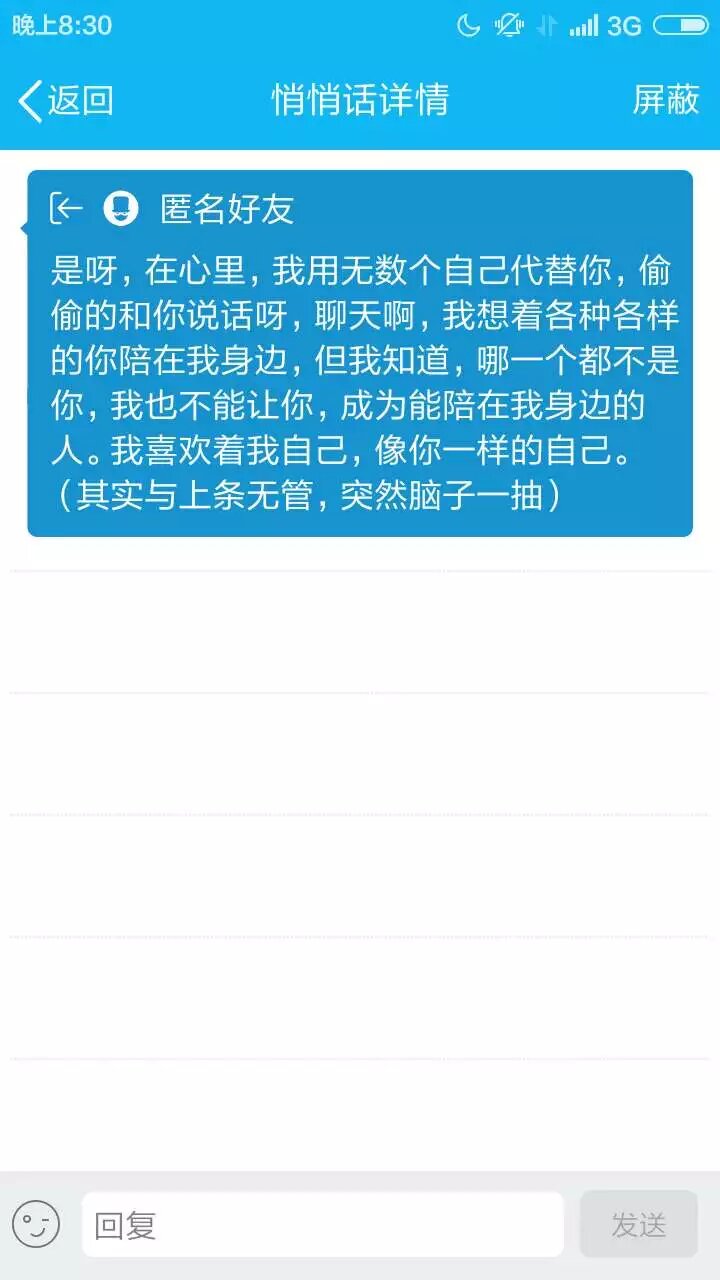 晚上8:30
3G
返回
悄悄话详情
屏蔽
匿名好友
是呀，在心里，我用无数个自己代替你，偷
偷的和你说话呀，聊天啊，我想着各种各样
的你陪在我身边，但我知道，哪一个都不是
你，我也不能让你，成为能陪在我身边的
人。我喜欢着我自己，像你一样的自己。
（其实与上条无管，突然脑子一抽）
回复
发送